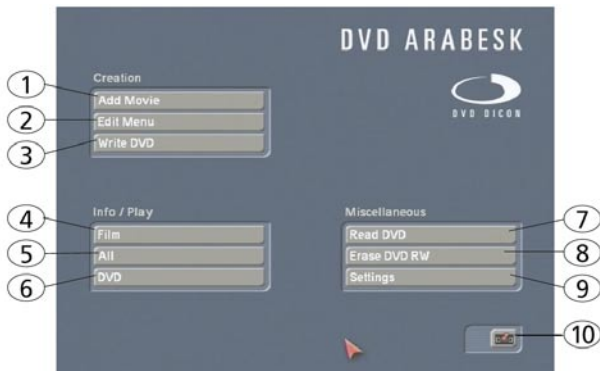 DVD ARABESK
DVD DICON
Creation
1 Add Movie
2 Edit Menu
3 Write DVD
Info / Play
4 Film
5 All
6 DVD
Miscellaneous
7 Read DVD
8 Erase DVD RW
9 Settings
10